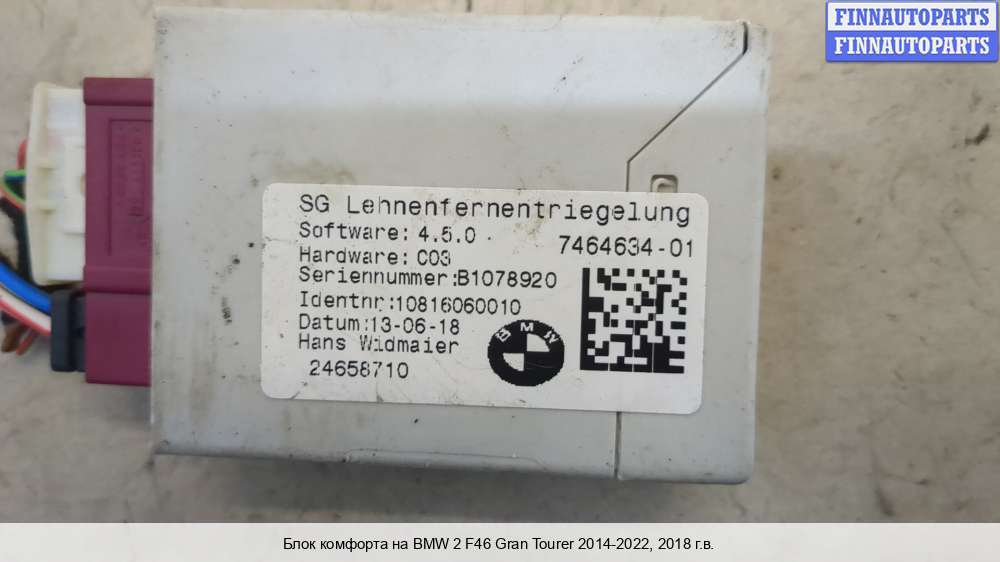 FINNAUTOPARTS
FINNAUTOPARTS
SG Lehnenfernentriegelung
Software: 4.5.0
7464634-01
Hardware: C03
Seriennummer:B1078920
Identnr:10816060010
Datum:13-06-18
Hans Widmaier
24658710
BMW
Блок комфорта на BMW 2 F46 Gran Tourer 2014-2022, 2018 г.в.